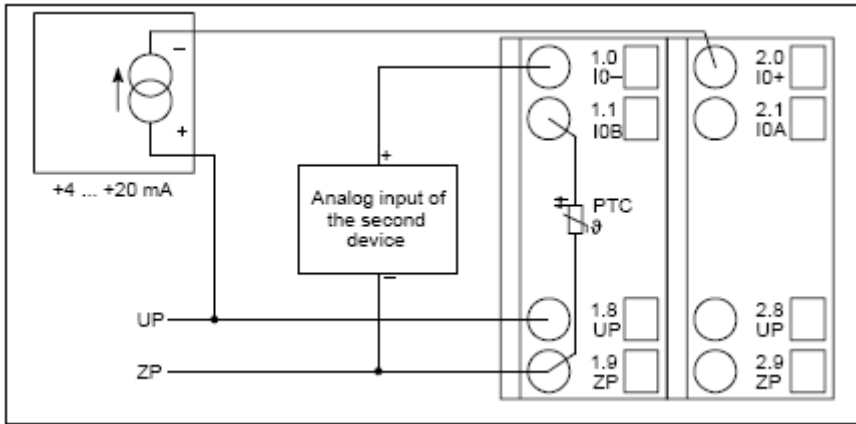 –
+
+4 ... +20 mA
+
Analog input of
the second
device
–
UP
ZP
1.0
I0–
1.1
I0B
PTC
ϑ
1.8
UP
1.9
ZP
2.0
I0+
2.1
I0A
2.8
UP
2.9
ZP